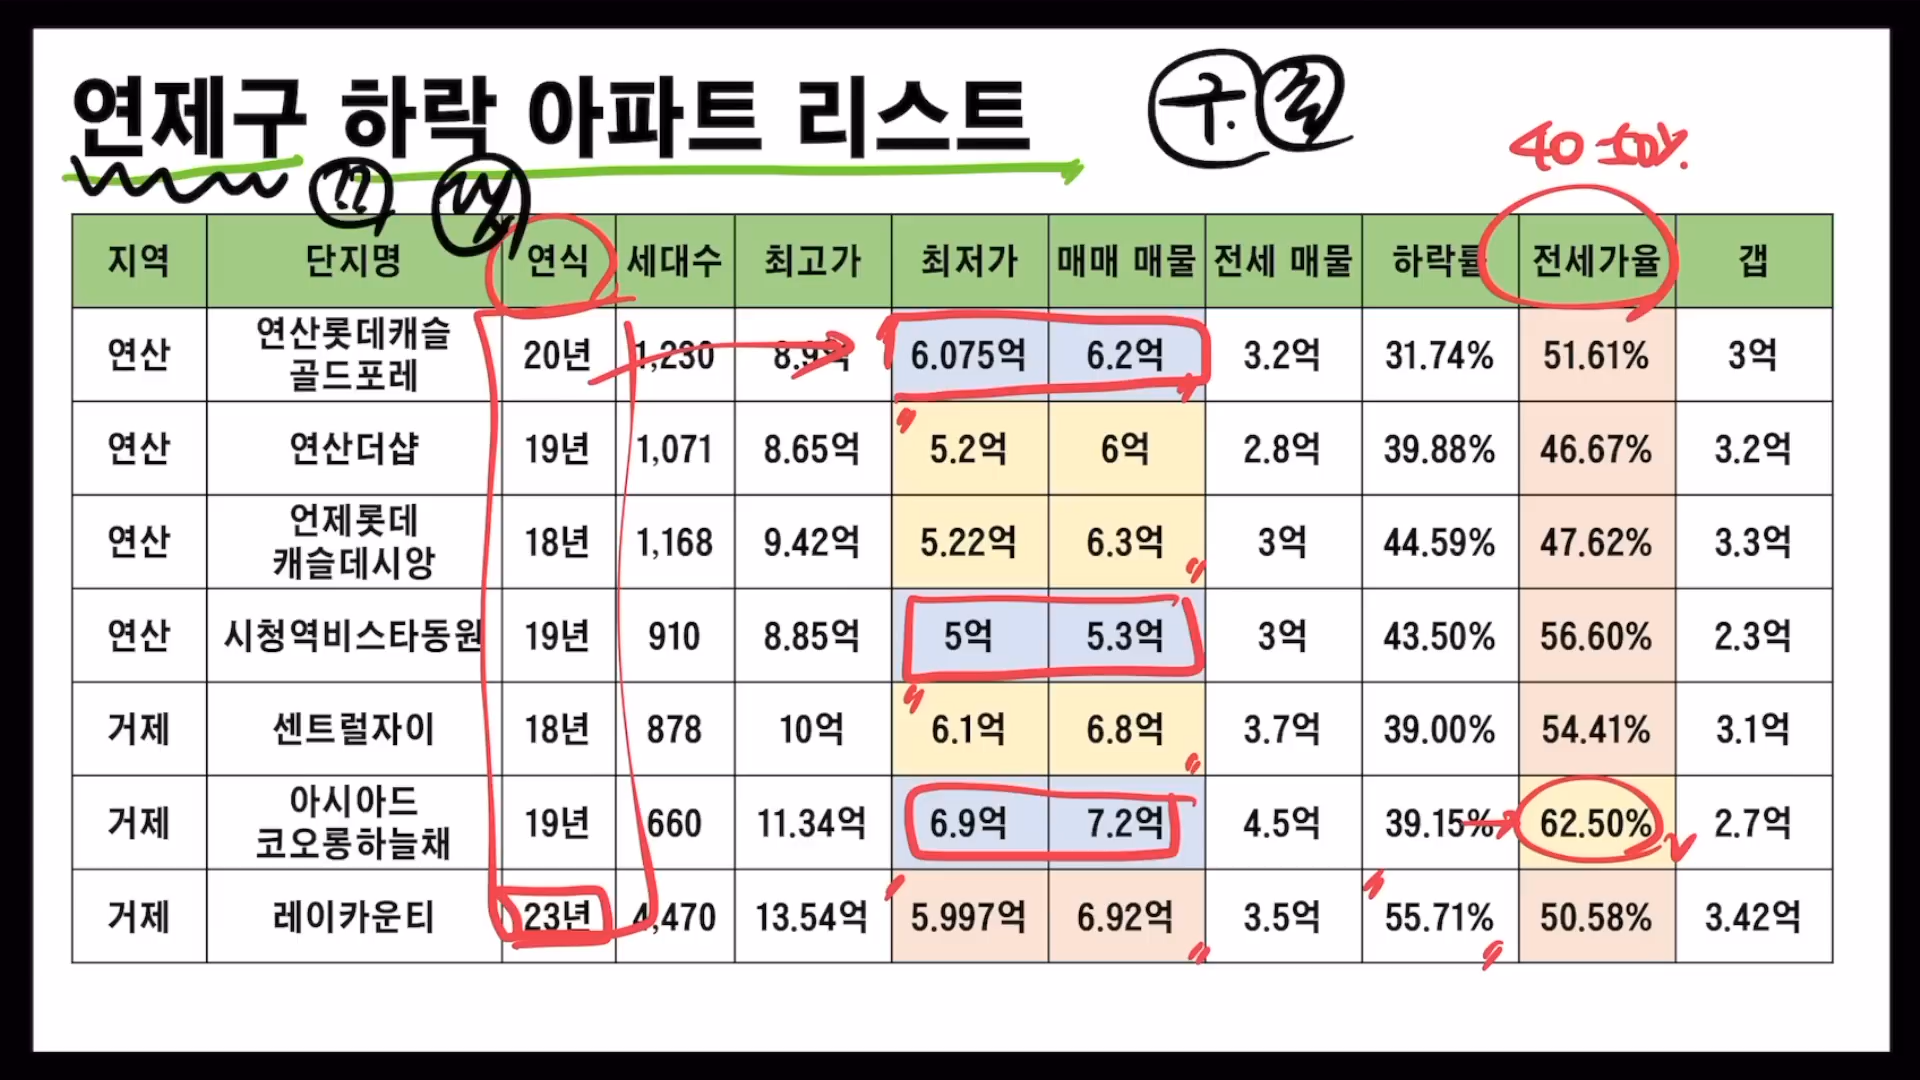 연제구 하락 아파트 리스트
구.
40
지역 단지명 연식 세대수 최고가 최저가 매매 매물 전세 매물 하락률 전세가율 갭
연산 연산롯데캐슬 골드포레 20년 1,230 6.075억 6.2억 3.2억 31.74% 51.61% 3억
연산 연산더샵 19년 1,071 8.65억 5.2억 6억 2.8억 39.88% 46.67% 3.2억
연산 언제롯데 캐슬데시앙 18년 1,168 9.42억 5.22억 6.3억 3억 44.59% 47.62% 3.3억
연산 시청역비스타동원 19년 910 8.85억 5억 5.3억 3억 43.50% 56.60% 2.3억
거제 센트럴자이 18년 878 10억 6.1억 6.8억 3.7억 39.00% 54.41% 3.1억
거제 아시아드 코오롱하늘채 19년 660 11.34억 6.9억 7.2억 4.5억 39.15% 62.50% 2.7억
거제 레이카운티 23년 4,470 13.54억 5.997억 6.92억 3.5억 55.71% 50.58% 3.42억